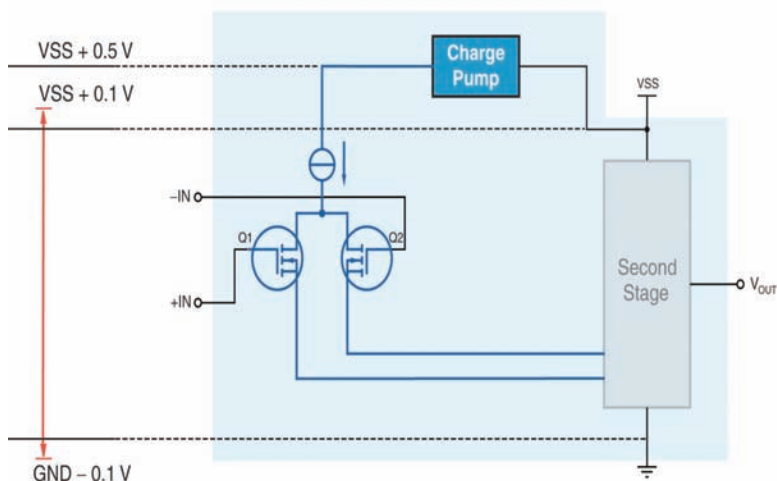 VSS + 0.5 V
Charge
Pump
VSS + 0.1 V
VSS
–IN
Q1
Q2
Second
Stage
VOUT
+IN
GND – 0.1 V